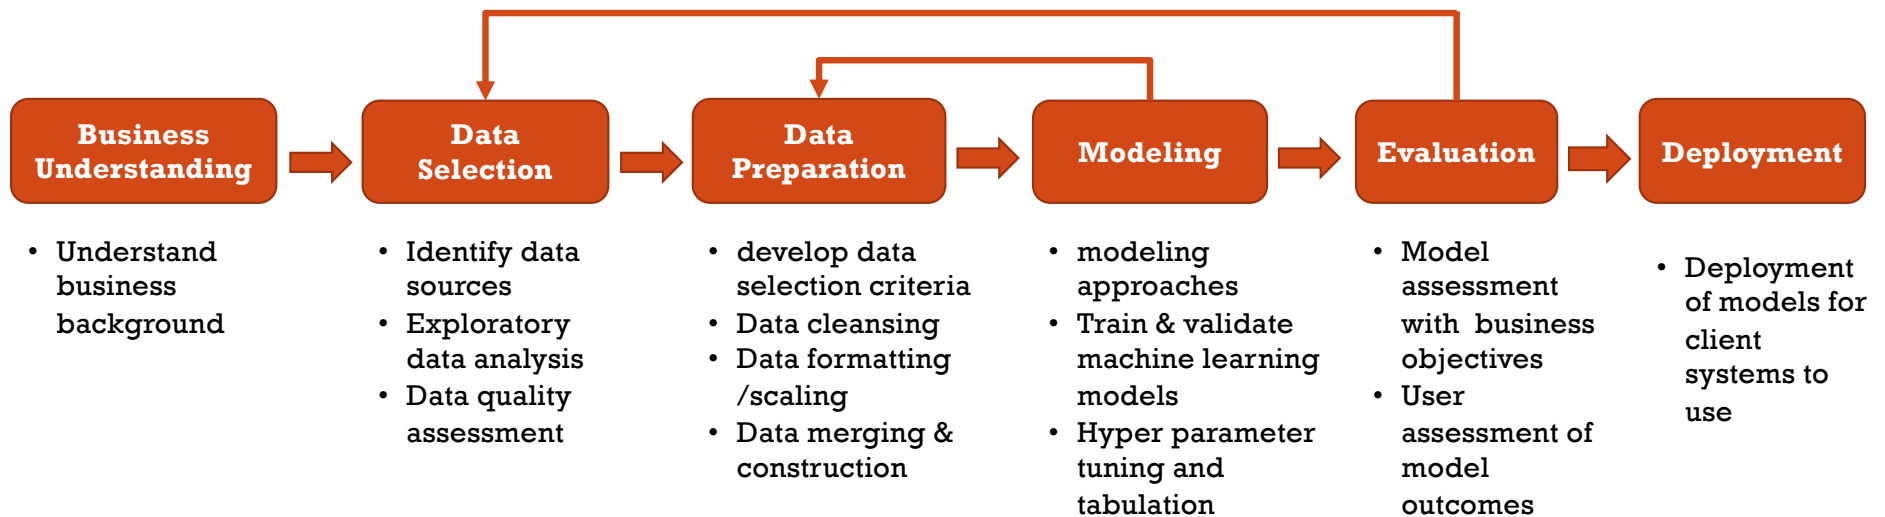 Business
Understanding
Data
Selection
Data
Preparation
Modeling
Evaluation
Deployment
• Understand
business
background
• Identify data
sources
• Exploratory
data analysis
• Data quality
assessment
• develop data
selection criteria
• Data cleansing
• Data formatting
/scaling
• Data merging &
construction
• modeling
approaches
• Train & validate
machine learning
models
• Hyper parameter
tuning and
tabulation
• Model
assessment
with business
objectives
• User
assessment of
model
outcomes
• Deployment
of models for
client
systems to
use